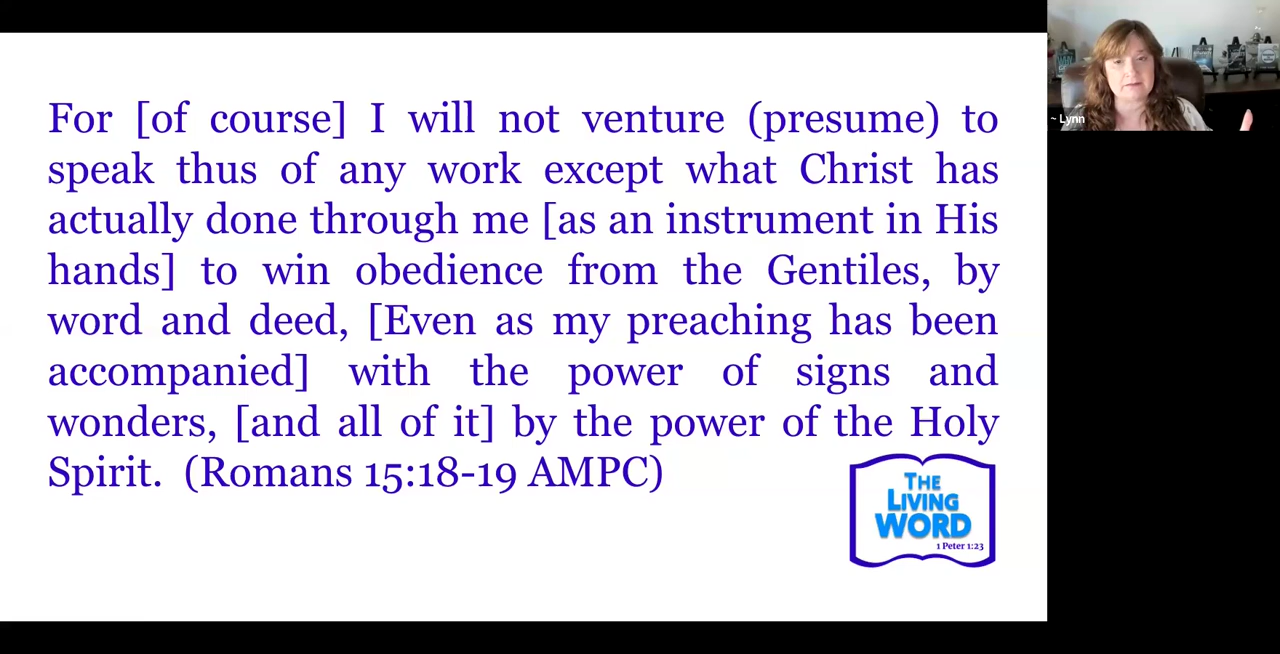 For [of course] I will not venture (presume) to
speak thus of any work except what Christ has
actually done through me [as an instrument in His
hands] to win obedience from the Gentiles, by
word and deed, [Even as my preaching has been
accompanied] with the power of signs and
wonders, [and all of it] by the power of the Holy
Spirit. (Romans 15:18-19 AMPC)
THE
LIVING
WORD
1 Peter 1:23
~ Lynn